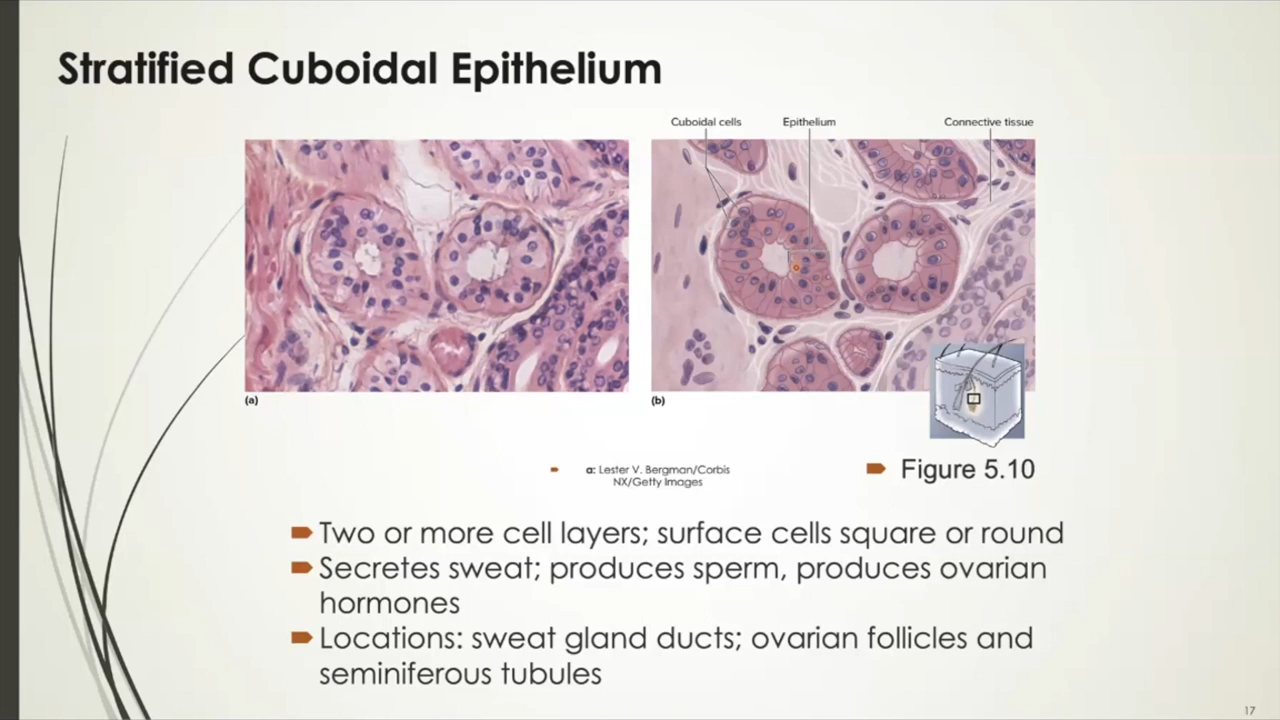 Stratified Cuboidal Epithelium
Cuboidal cells
Epithelium
Connective tissue
(a)
(b)
a: Lester V. Bergman/Corbis
NX/Getty Images
Figure 5.10
Two or more cell layers; surface cells square or round
Secretes sweat; produces sperm, produces ovarian
hormones
Locations: sweat gland ducts; ovarian follicles and
seminiferous tubules
17